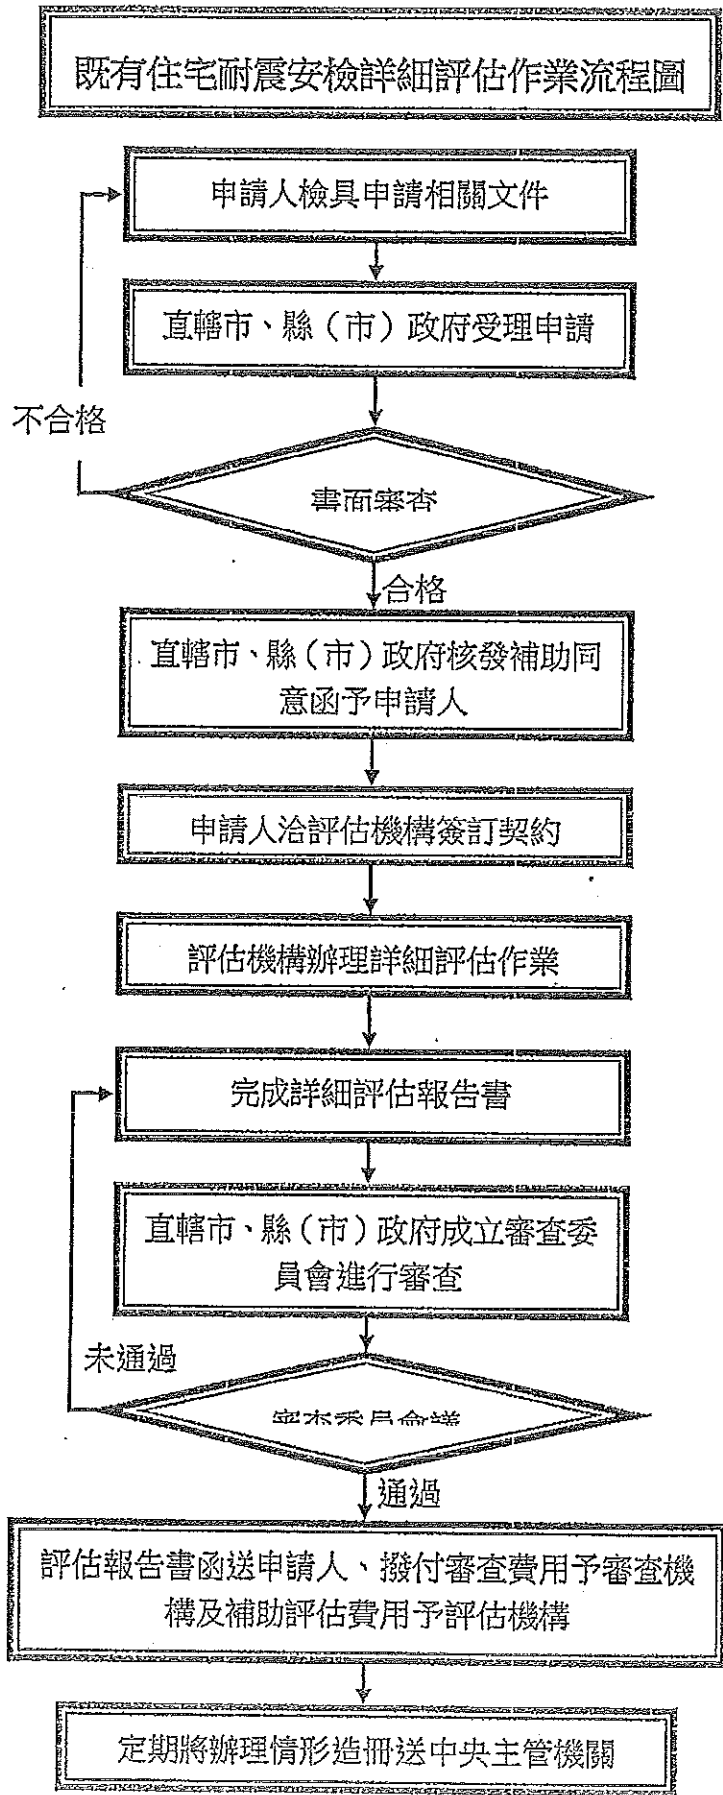 既有住宅耐震安檢詳細評估作業流程圖
申請人檢具申請相關文件
直轄市、縣（市）政府受理申請
不合格
書面審查
合格
直轄市、縣（市）政府核發補助同
意函予申請人
申請人洽評估機構簽訂契約
評估機構辦理詳細評估作業
完成詳細評估報告書
直轄市、縣（市）政府成立審查委
員會進行審查
未通過
審查委員會議
通過
評估報告書函送申請人、撥付審查費用予審查機
構及補助評估費用予評估機構
定期將辦理情形造冊送中央主管機關